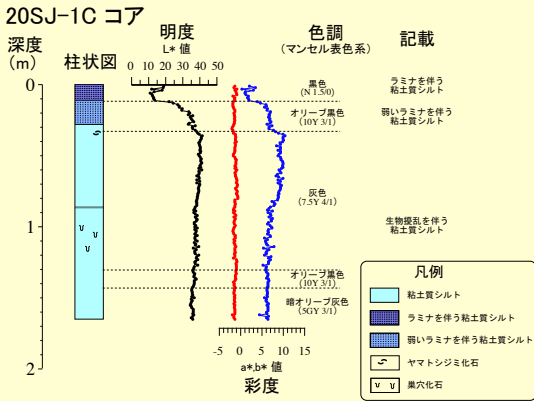 20SJ-1C コア
深度
(m)
柱状図
明度
L* 値
0 10 20 30 40 50
色調
(マンセル表色系)
記載
0
1
2
黒色
(N 1.5/0)
オリーブ黒色
(10Y 3/1)
灰色
(7.5Y 4/1)
オリーブ黒色
(10Y 3/1)
暗オリーブ灰色
(5GY 3/1)
ラミナを伴う
粘土質シルト
弱いラミナを伴う
粘土質シルト
生物擾乱を伴う
粘土質シルト
-5 0 5 10 15
a*,b* 値
彩度
凡例
粘土質シルト
ラミナを伴う粘土質シルト
弱いラミナを伴う粘土質シルト
ヤマトシジミ化石
巣穴化石